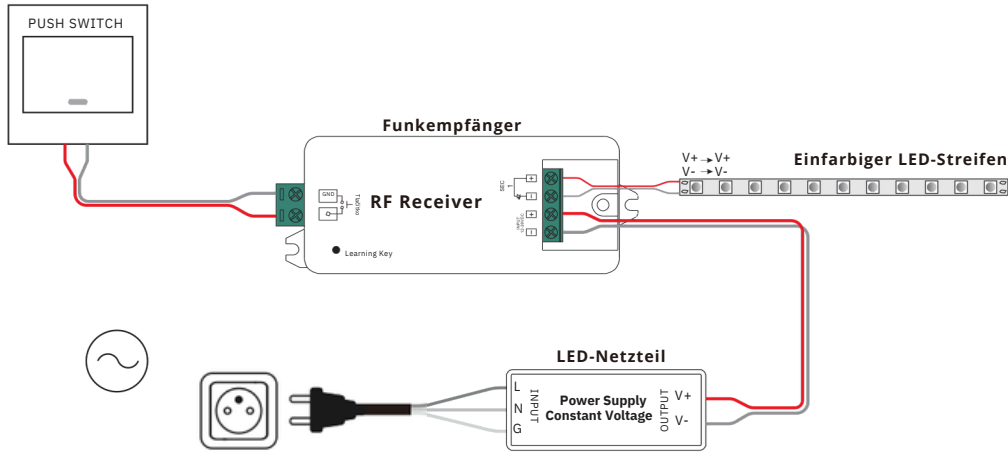 PUSH SWITCH
Funkempfänger
RF Receiver
GND
Learning Key
SEC
+
-
+
-
V+ → V+
V- → V-
Einfarbiger LED-Streifen
LED-Netzteil
L
N
G
INPUT
Power Supply
Constant Voltage
OUTPUT
V+
V-